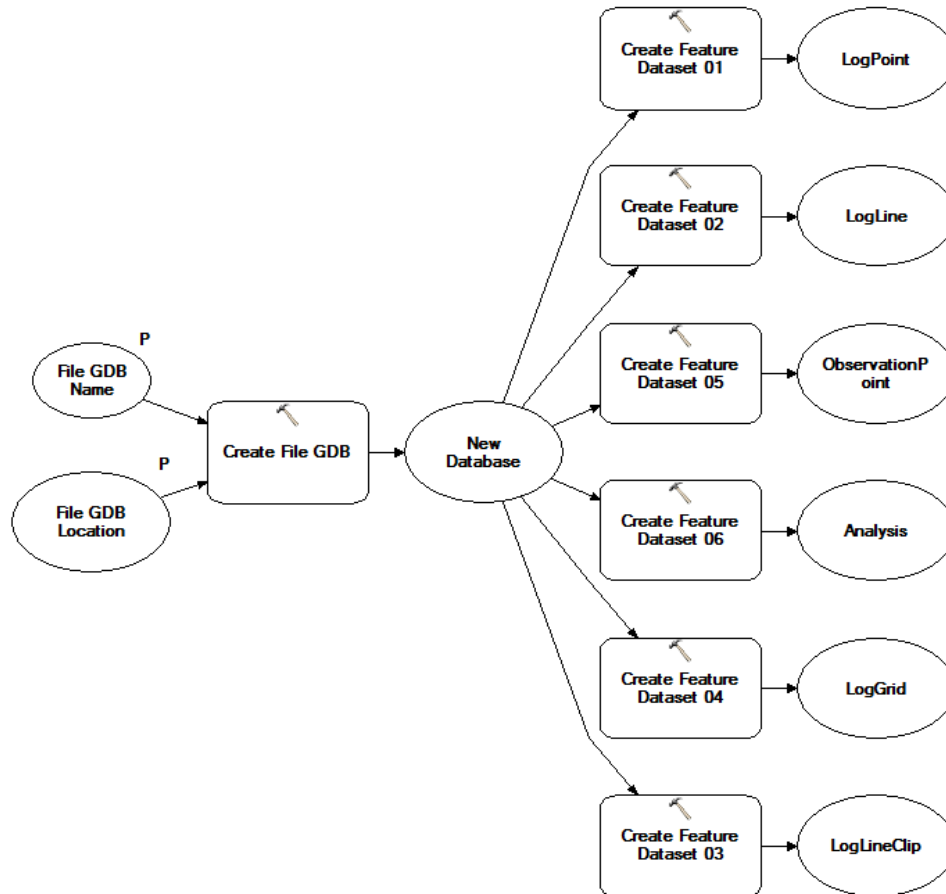 Create Feature
Dataset 01
LogPoint
Create Feature
Dataset 02
LogLine
P
File GDB
Name
Create Feature
Dataset 05
ObservationP
oint
Create File GDB
New
Database
P
File GDB
Location
Create Feature
Dataset 06
Analysis
Create Feature
Dataset 04
LogGrid
Create Feature
Dataset 03
LogLineClip